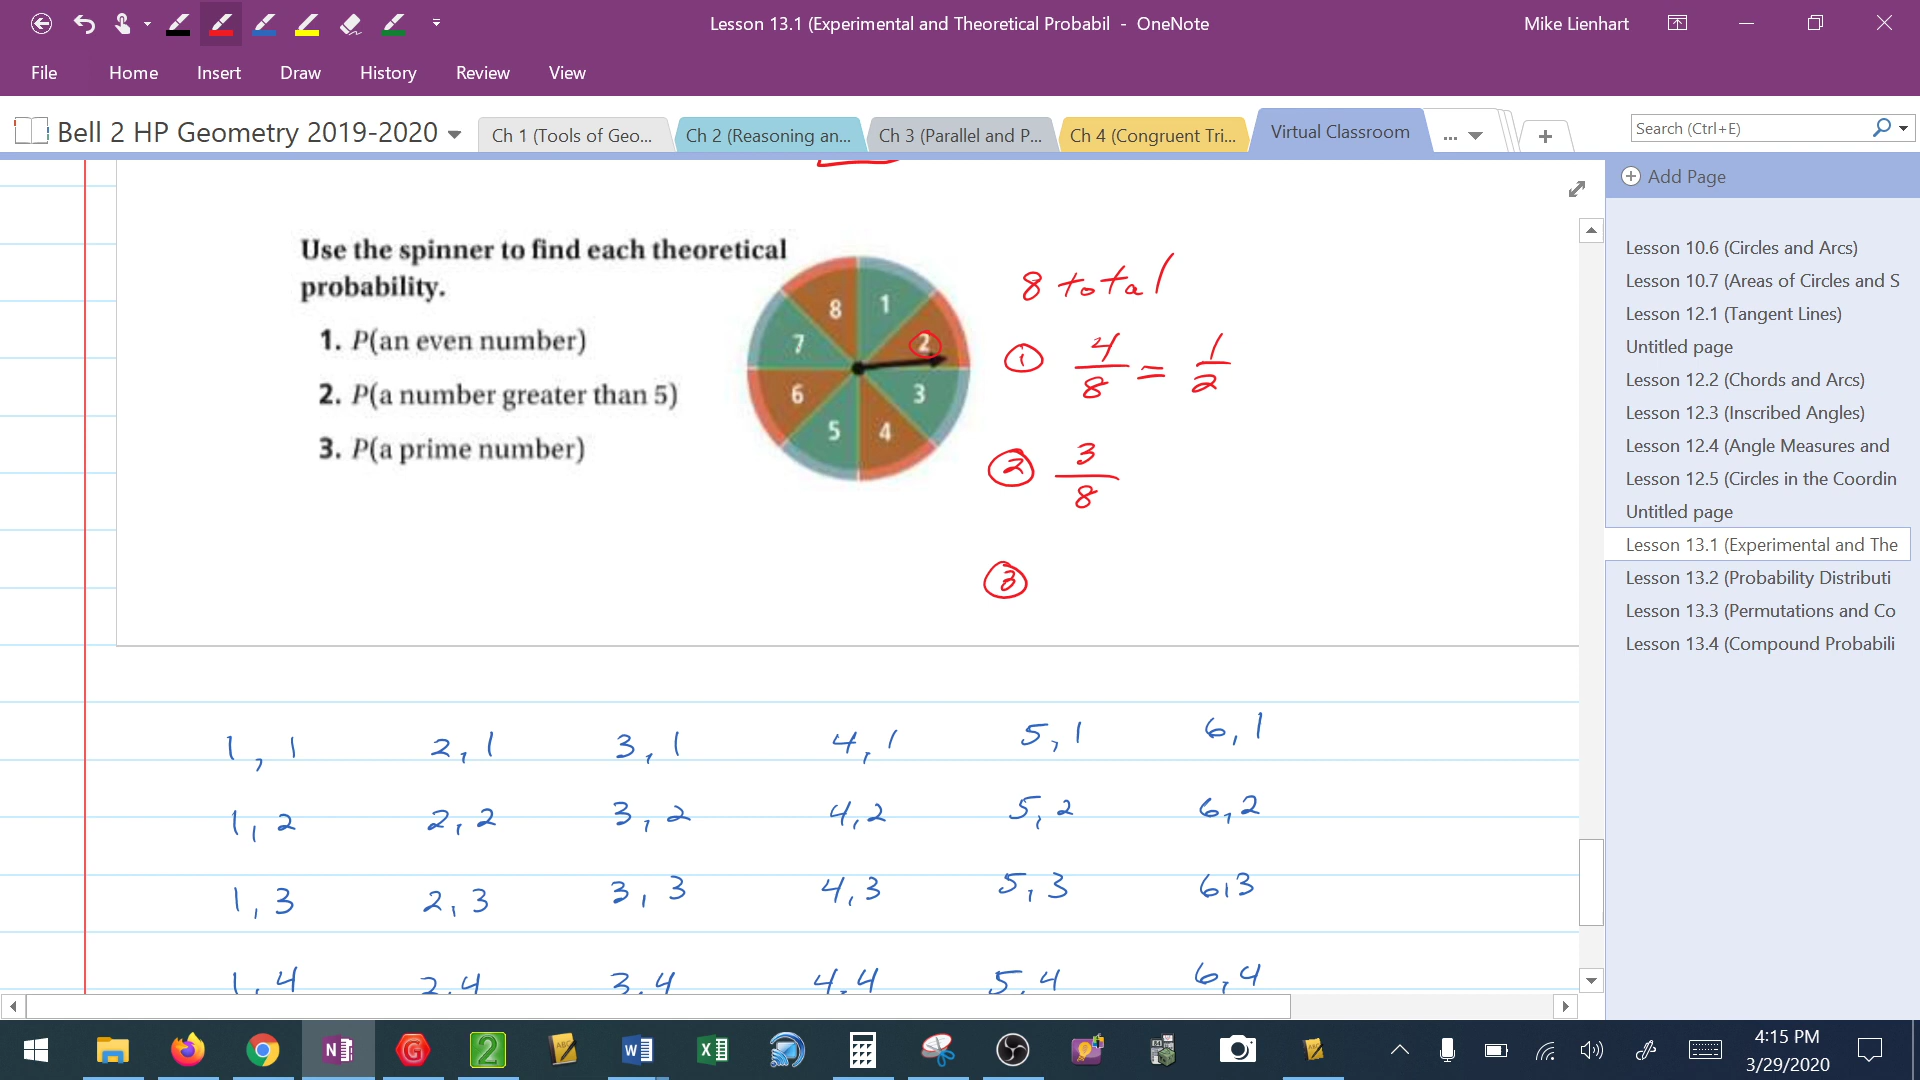 Lesson 13.1 (Experimental and Theoretical Probabil - OneNote
Mike Lienhart
File Home Insert Draw History Review View
Bell 2 HP Geometry 2019-2020
Ch 1 (Tools of Geo...
Ch 2 (Reasoning an...
Ch 3 (Parallel and P...
Ch 4 (Congruent Tri...
Virtual Classroom
...
Search (Ctrl+E)
Add Page
Lesson 10.6 (Circles and Arcs)
Lesson 10.7 (Areas of Circles and S
Lesson 12.1 (Tangent Lines)
Untitled page
Lesson 12.2 (Chords and Arcs)
Lesson 12.3 (Inscribed Angles)
Lesson 12.4 (Angle Measures and
Lesson 12.5 (Circles in the Coordin
Untitled page
Lesson 13.1 (Experimental and The
Lesson 13.2 (Probability Distributi
Lesson 13.3 (Permutations and Co
Lesson 13.4 (Compound Probabili
Use the spinner to find each theoretical
probability.
1. P(an even number)
2. P(a number greater than 5)
3. P(a prime number)
8 1
7 2
6 3
5 4
8 total
① 4/8 = 1/2
② 3/8
③
1, 1 2, 1 3, 1 4, 1 5, 1 6, 1
1, 2 2, 2 3, 2 4, 2 5, 2 6, 2
1, 3 2, 3 3, 3 4, 3 5, 3 6, 3
1, 4 2, 4 3, 4 4, 4 5, 4 6, 4
4:15 PM
3/29/2020